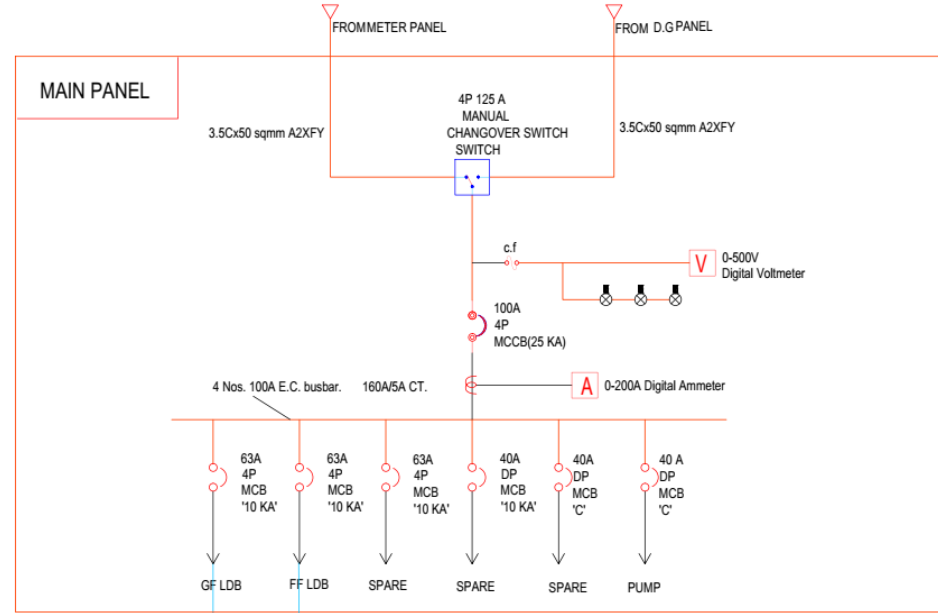 FROMMETER PANEL
FROM D.G PANEL
MAIN PANEL
4P 125 A
MANUAL
CHANGOVER SWITCH
SWITCH
3.5Cx50 sqmm A2XFY
3.5Cx50 sqmm A2XFY
c.f
V
0-500V
Digital Voltmeter
100A
4P
MCCB(25 KA)
4 Nos. 100A E.C. busbar.
160A/5A CT.
A
0-200A Digital Ammeter
63A
4P
MCB
'10 KA'
63A
4P
MCB
'10 KA'
63A
4P
MCB
'10 KA'
40A
DP
MCB
'10 KA'
40A
DP
MCB
'C'
40 A
DP
MCB
'C'
GF LDB
FF LDB
SPARE
SPARE
SPARE
PUMP